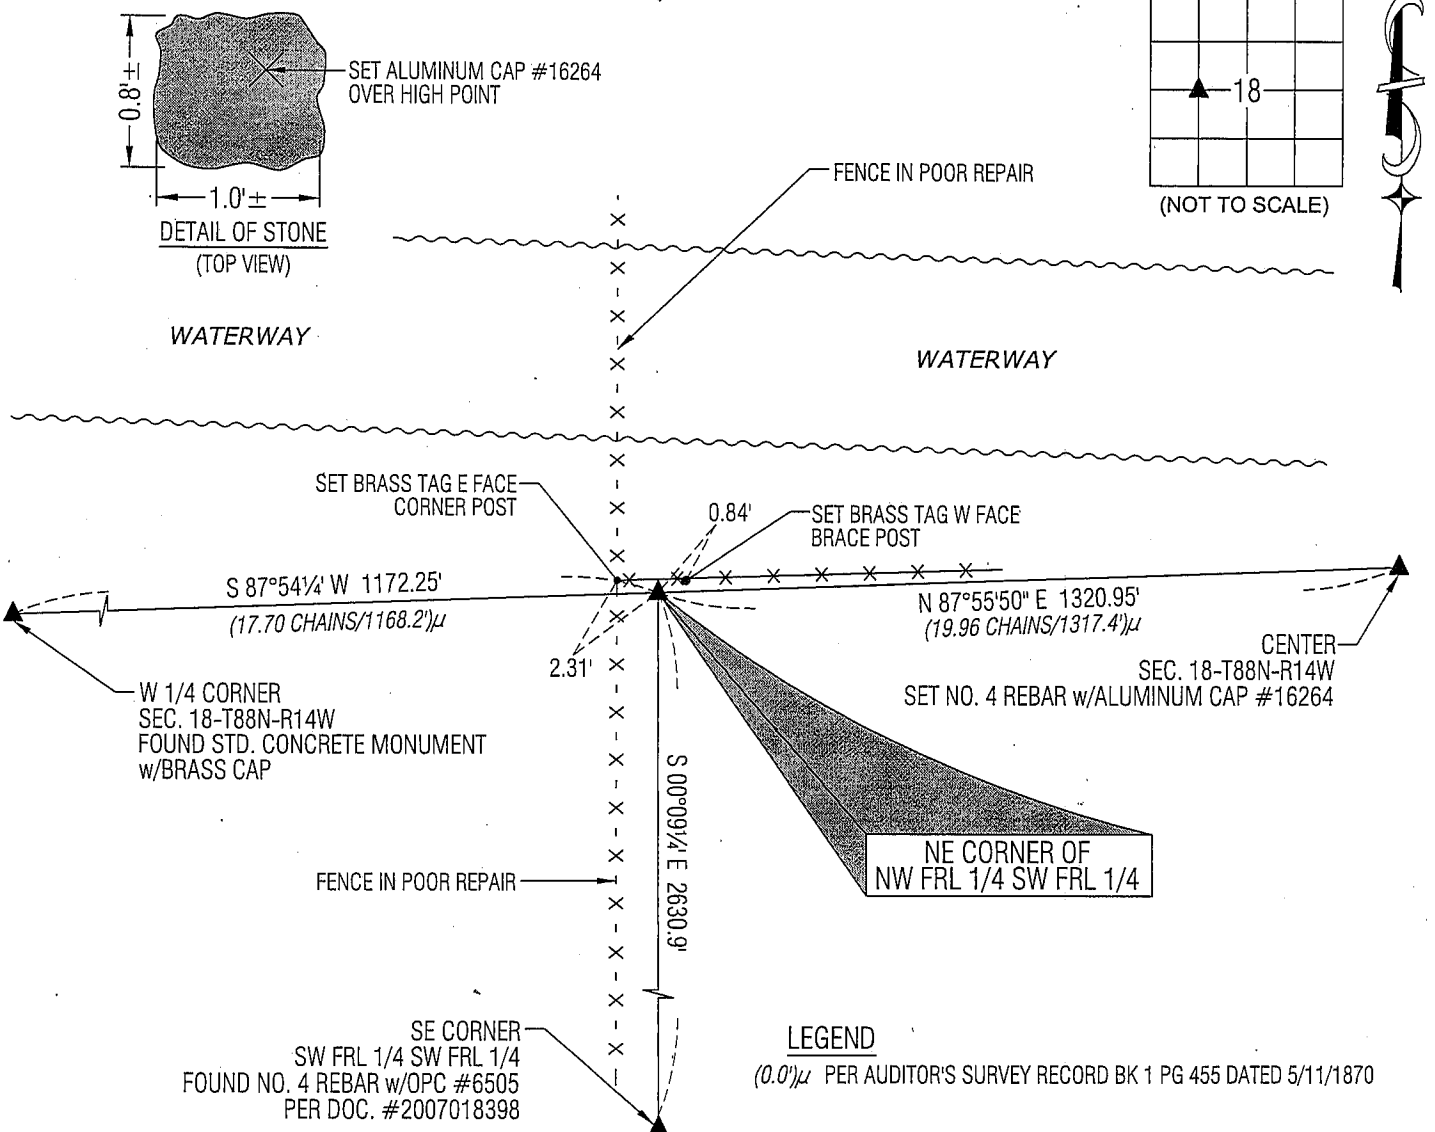 SET ALUMINUM CAP #16264
OVER HIGH POINT
0.8'±
1.0'±
DETAIL OF STONE
(TOP VIEW)
18
(NOT TO SCALE)
FENCE IN POOR REPAIR
WATERWAY
WATERWAY
SET BRASS TAG E FACE
CORNER POST
0.84'
SET BRASS TAG W FACE
BRACE POST
S 87°54¼' W 1172.25'
(17.70 CHAINS/1168.2')µ
N 87°55'50" E 1320.95'
(19.96 CHAINS/1317.4')µ
2.31'
CENTER
SEC. 18-T88N-R14W
SET NO. 4 REBAR w/ALUMINUM CAP #16264
W 1/4 CORNER
SEC. 18-T88N-R14W
FOUND STD. CONCRETE MONUMENT
w/BRASS CAP
S 00°09¼' E 2630.9'
NE CORNER OF
NW FRL 1/4 SW FRL 1/4
FENCE IN POOR REPAIR
SE CORNER
SW FRL 1/4 SW FRL 1/4
FOUND NO. 4 REBAR w/OPC #6505
PER DOC. #2007018398
LEGEND
(0.0')µ PER AUDITOR'S SURVEY RECORD BK 1 PG 455 DATED 5/11/1870